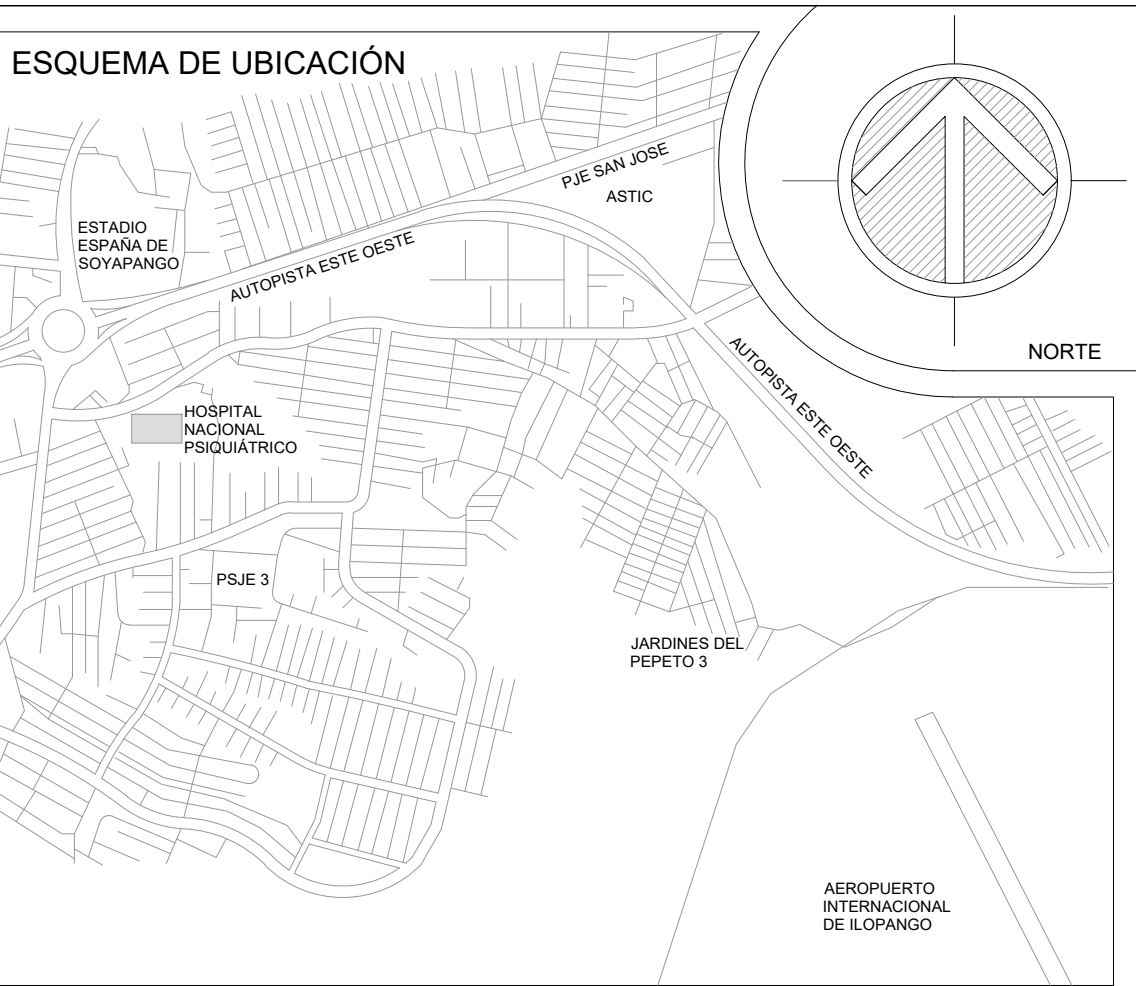 ESQUEMA DE UBICACIÓN
PJE SAN JOSE
ASTIC
ESTADIO
ESPAÑA DE
SOYAPANGO
AUTOPISTA ESTE OESTE
NORTE
AUTOPISTA ESTE OESTE
HOSPITAL
NACIONAL
PSIQUIÁTRICO
PSJE 3
JARDINES DEL
PEPETO 3
AEROPUERTO
INTERNACIONAL
DE ILOPANGO